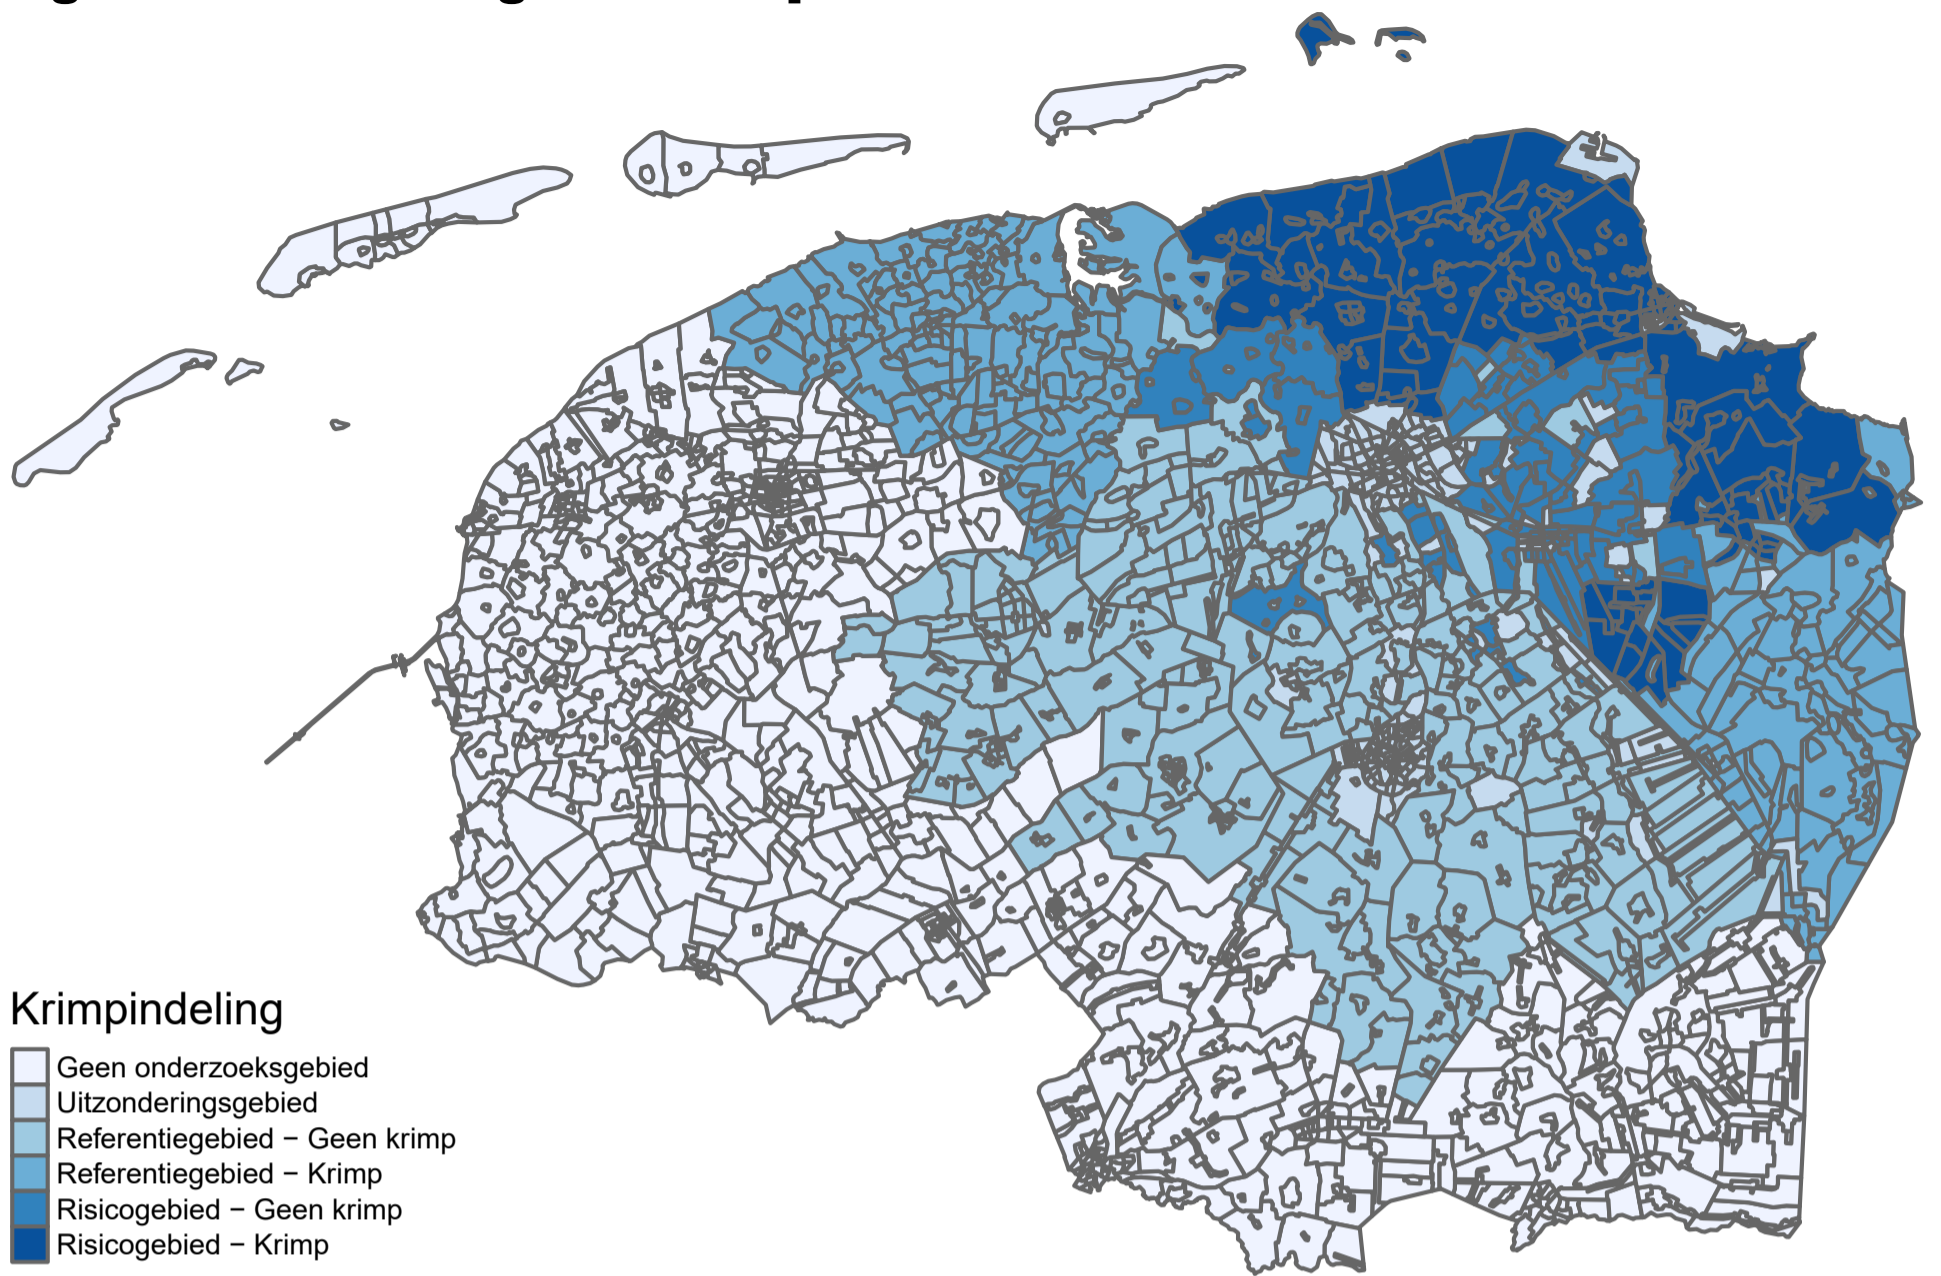 Krimpindeling
Geen onderzoeksgebied
Uitzonderingsgebied
Referentiegebied − Geen krimp
Referentiegebied − Krimp
Risicogebied − Geen krimp
Risicogebied − Krimp